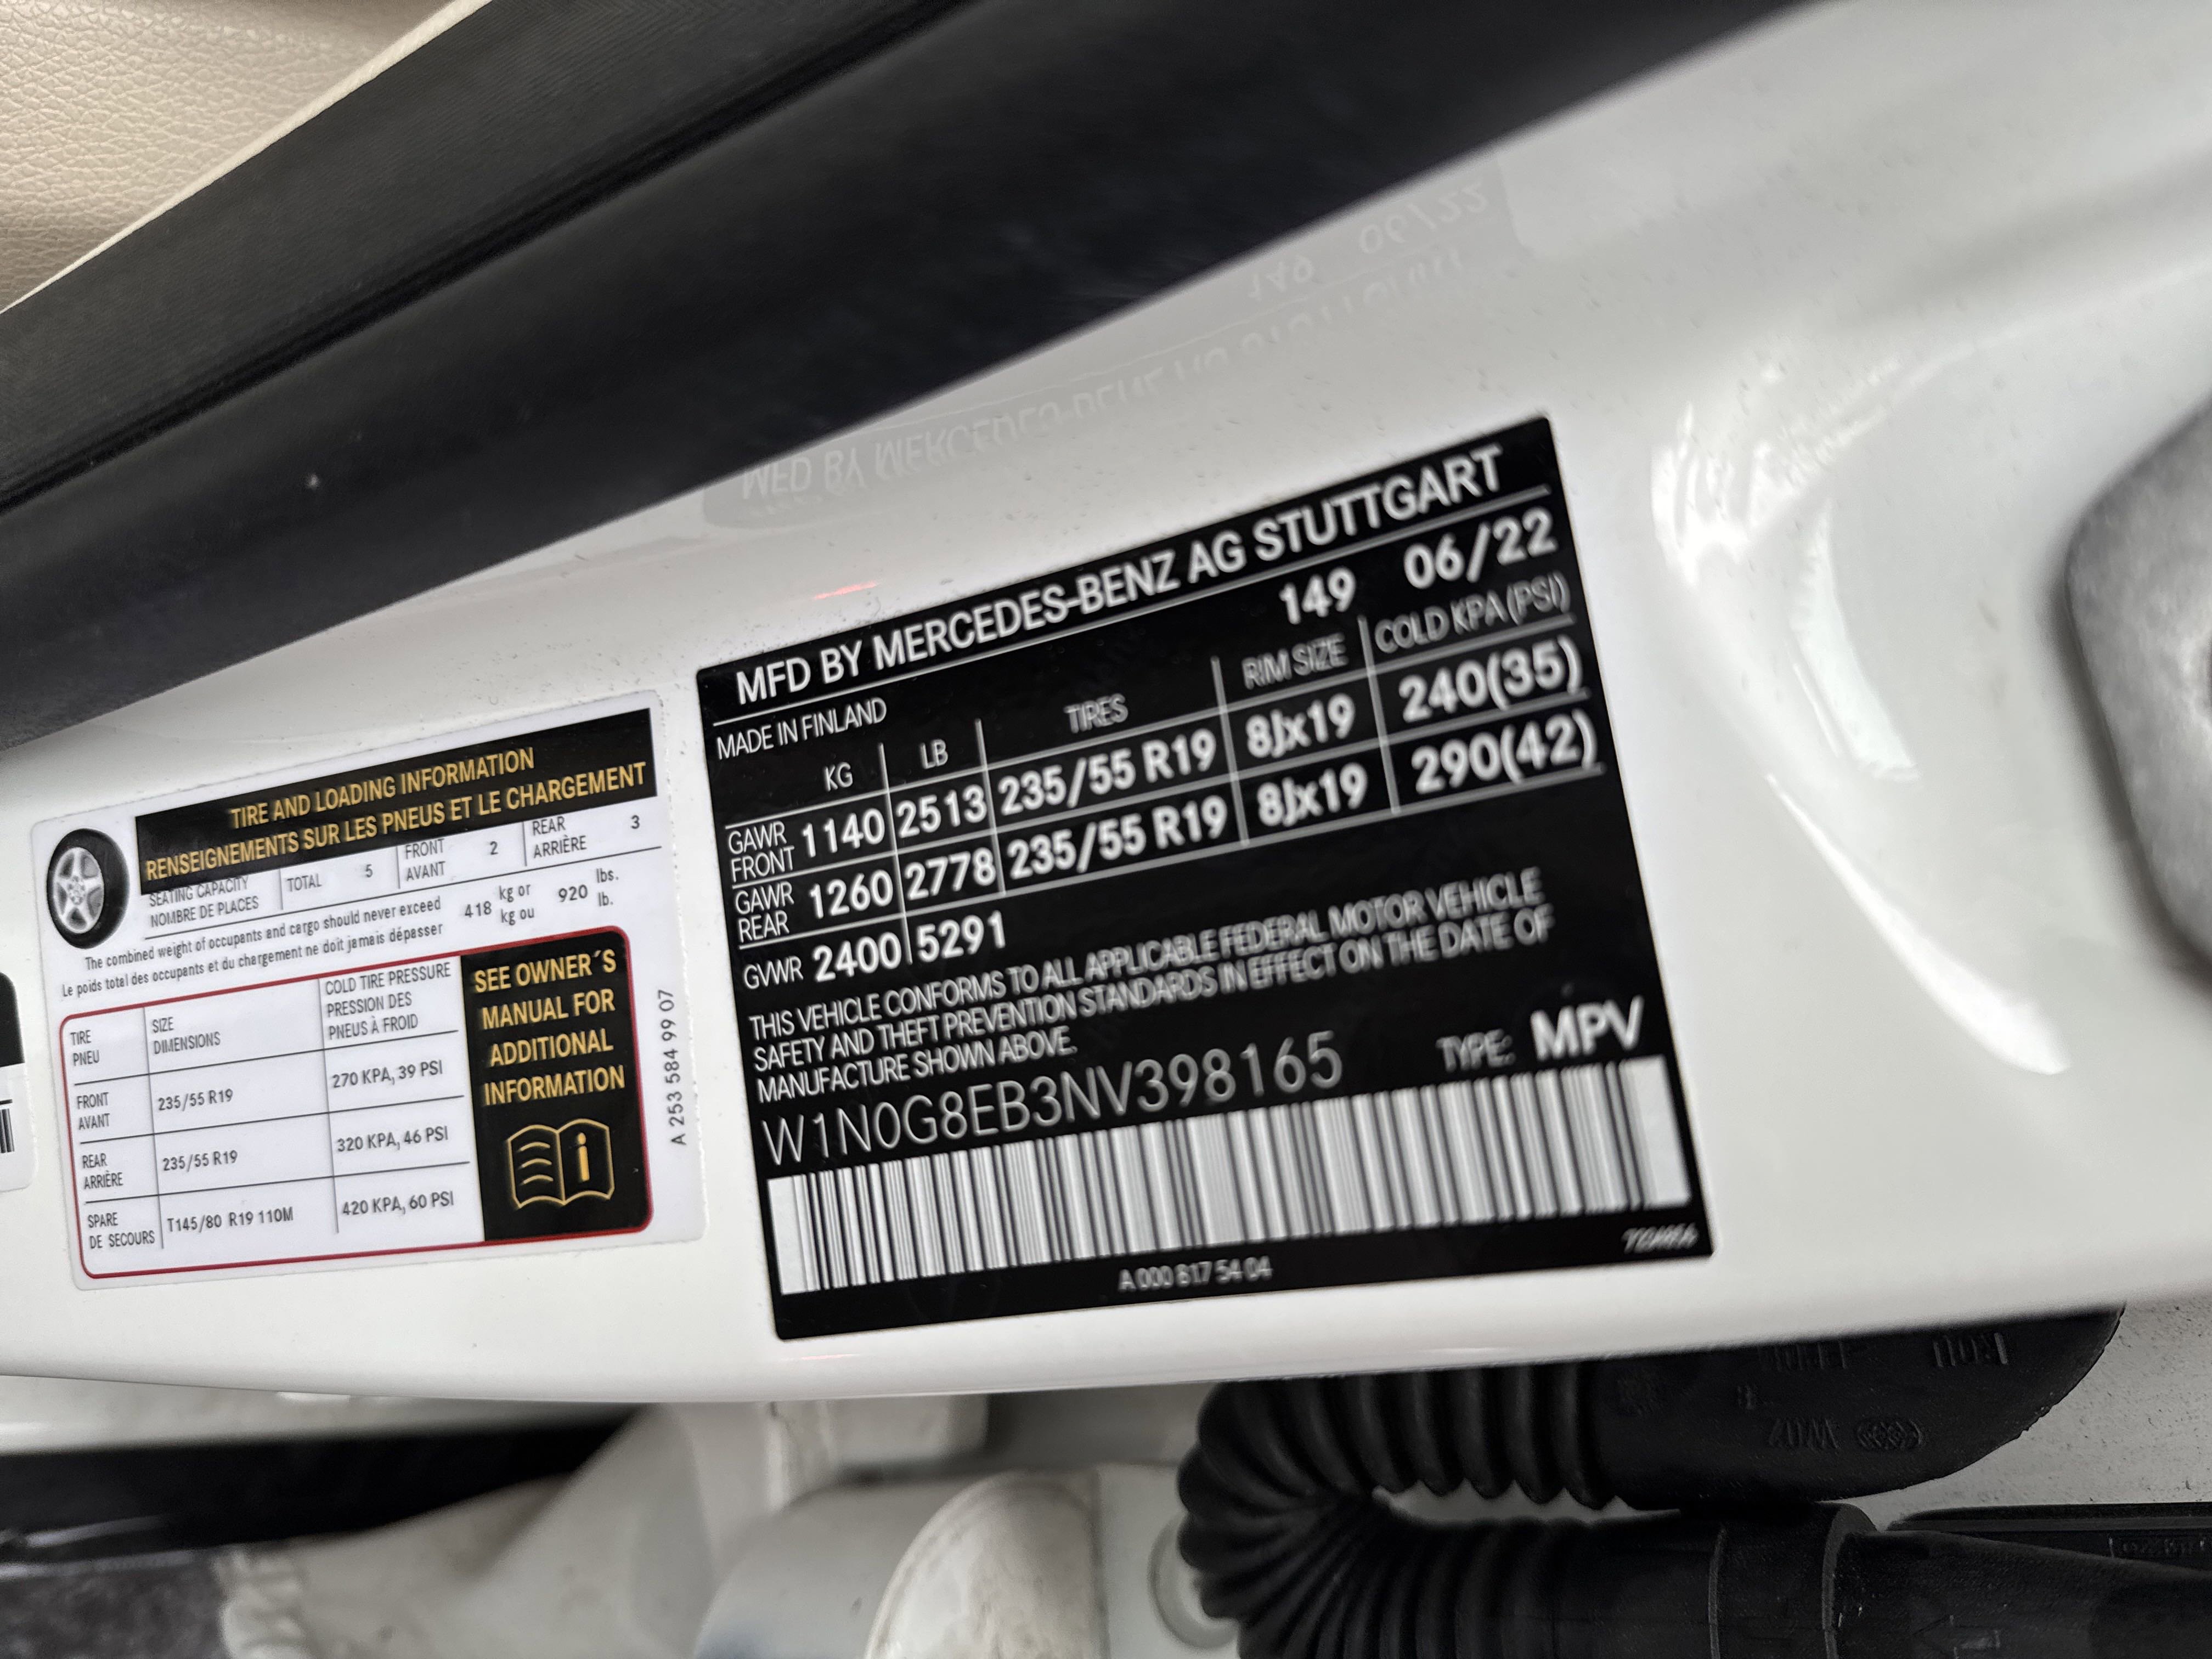 TIRE AND LOADING INFORMATION
RENSEIGNEMENTS SUR LES PNEUS ET LE CHARGEMENT
SEATING CAPACITY TOTAL 5 FRONT 2 REAR 3
NOMBRE DE PLACES AVANT ARRIÈRE
The combined weight of occupants and cargo should never exceed 418 kg or 920 lbs.
Le poids total des occupants et du chargement ne doit jamais dépasser kg ou lb.
TIRE SIZE COLD TIRE PRESSURE
PNEU DIMENSIONS PRESSION DES
PNEUS À FROID
FRONT 235/55 R19 270 KPA, 39 PSI
AVANT
REAR 235/55 R19 320 KPA, 46 PSI
ARRIÈRE
SPARE T145/80 R19 110M 420 KPA, 60 PSI
DE SECOURS
SEE OWNER´S
MANUAL FOR
ADDITIONAL
INFORMATION
i
A 253 584 99 07
MFD BY MERCEDES-BENZ AG STUTTGART
MADE IN FINLAND 149 06/22
KG LB TIRES RIM SIZE COLD KPA (PSI)
GAWR FRONT 1140 2513 235/55 R19 8Jx19 240(35)
GAWR REAR 1260 2778 235/55 R19 8Jx19 290(42)
GVWR 2400 5291
THIS VEHICLE CONFORMS TO ALL APPLICABLE FEDERAL MOTOR VEHICLE
SAFETY AND THEFT PREVENTION STANDARDS IN EFFECT ON THE DATE OF
MANUFACTURE SHOWN ABOVE.
W1N0G8EB3NV398165 TYPE: MPV
A 000 817 54 04